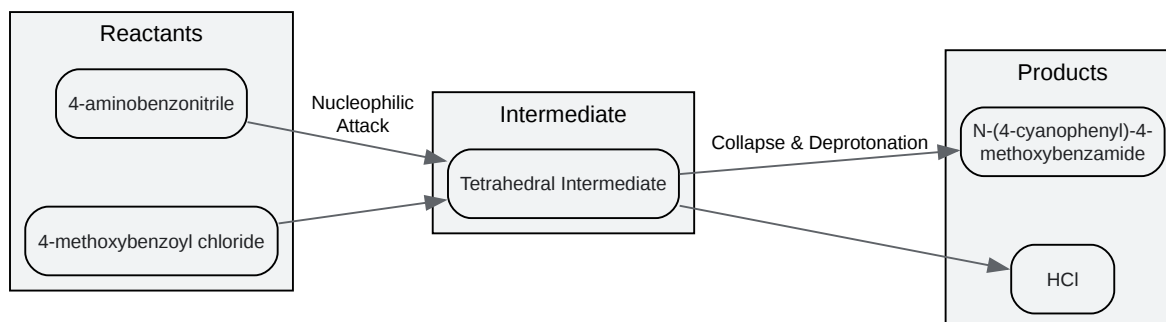 Reactants
4-aminobenzonitrile
4-methoxybenzoyl chloride
Nucleophilic
Attack
Intermediate
Tetrahedral Intermediate
Collapse & Deprotonation
Products
N-(4-cyanophenyl)-4-
methoxybenzamide
HCl